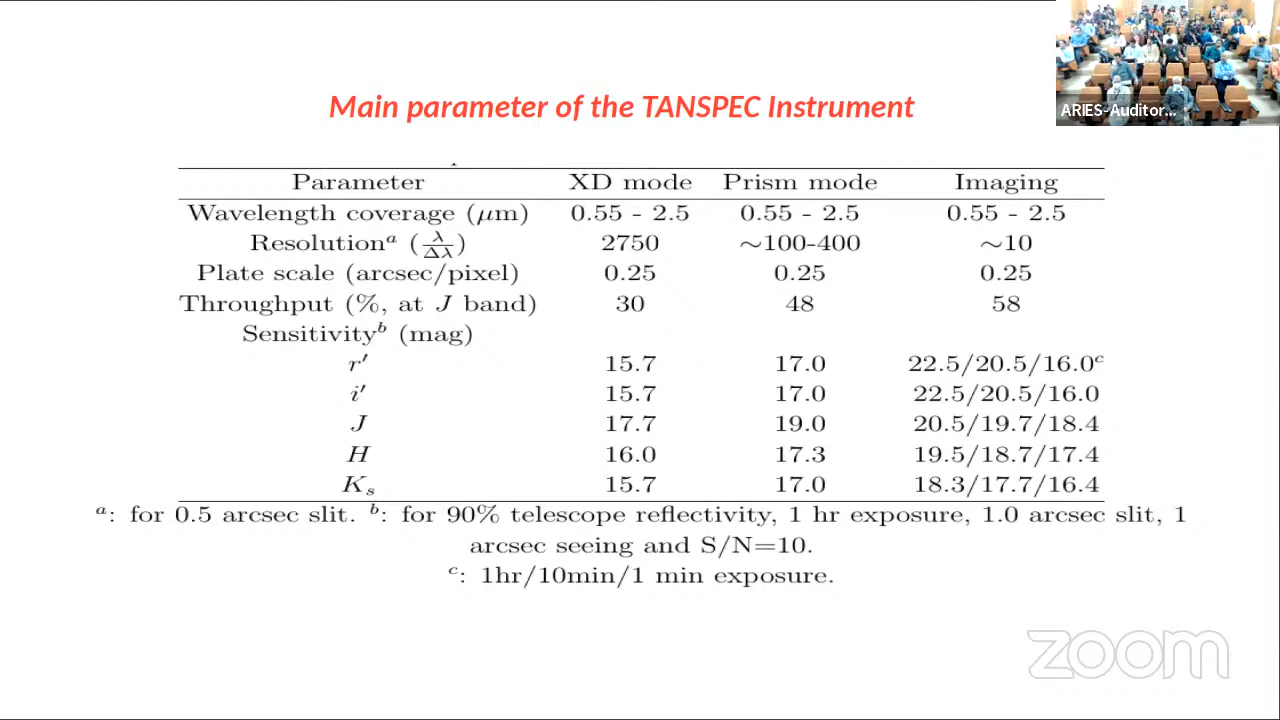 ARIES-Auditor...
Main parameter of the TANSPEC Instrument
Parameter XD mode Prism mode Imaging
Wavelength coverage (μm) 0.55 - 2.5 0.55 - 2.5 0.55 - 2.5
Resolutionᵃ (λ/Δλ) 2750 ∼100-400 ∼10
Plate scale (arcsec/pixel) 0.25 0.25 0.25
Throughput (%, at J band) 30 48 58
Sensitivityᵇ (mag)
r′ 15.7 17.0 22.5/20.5/16.0ᶜ
i′ 15.7 17.0 22.5/20.5/16.0
J 17.7 19.0 20.5/19.7/18.4
H 16.0 17.3 19.5/18.7/17.4
Kₛ 15.7 17.0 18.3/17.7/16.4
ᵃ: for 0.5 arcsec slit. ᵇ: for 90% telescope reflectivity, 1 hr exposure, 1.0 arcsec slit, 1
arcsec seeing and S/N=10.
ᶜ: 1hr/10min/1 min exposure.
zoom